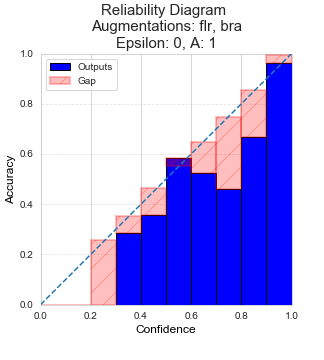 Reliability Diagram
Augmentations: flr, bra
Epsilon: 0, A: 1
1.0
0.8
0.6
0.4
0.2
0.0
Accuracy
Outputs
Gap
0.0 0.2 0.4 0.6 0.8 1.0
Confidence